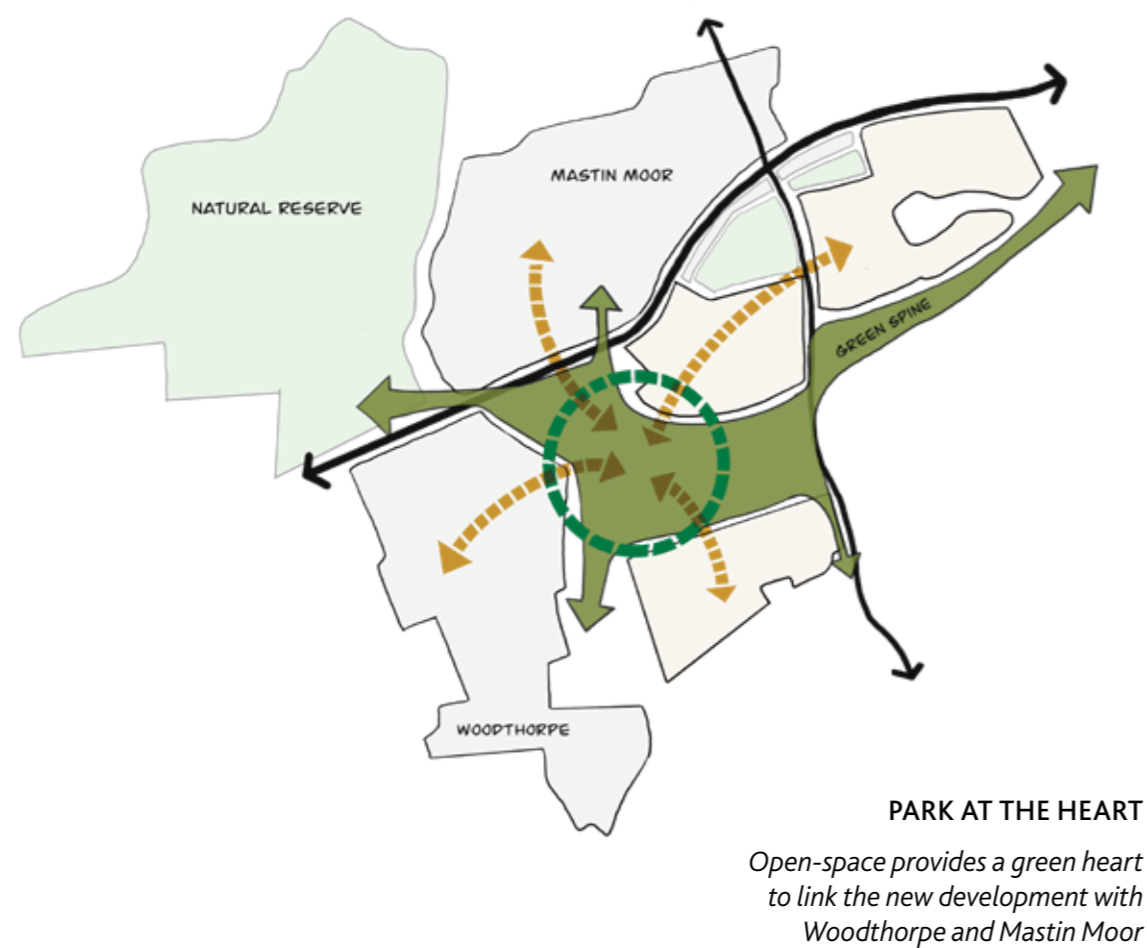 MASTIN MOOR
NATURAL RESERVE
GREEN SPINE
WOODTHORPE
PARK AT THE HEART
Open-space provides a green heart
to link the new development with
Woodthorpe and Mastin Moor